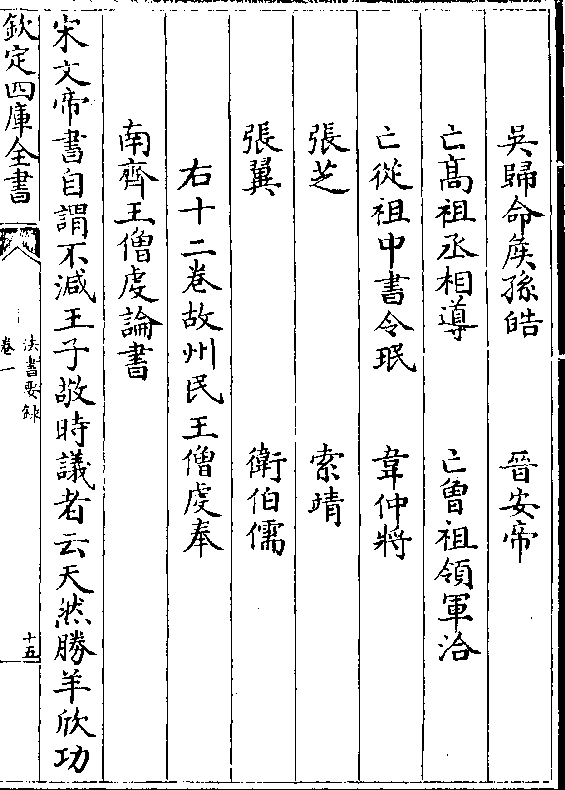 吳歸命侯孫皓　晉安帝
亡高祖丞相導　亡曾祖領軍洽
亡從祖中書令珉　韋仲將
張芝　索靖
張翼　衛伯儒
右十二卷故州民王僧虔奉
南齊王僧虔論書
宋文帝書自謂不減王子敬時議者云天然勝羊欣功
欽定四庫全書
法書要録
卷一
十五